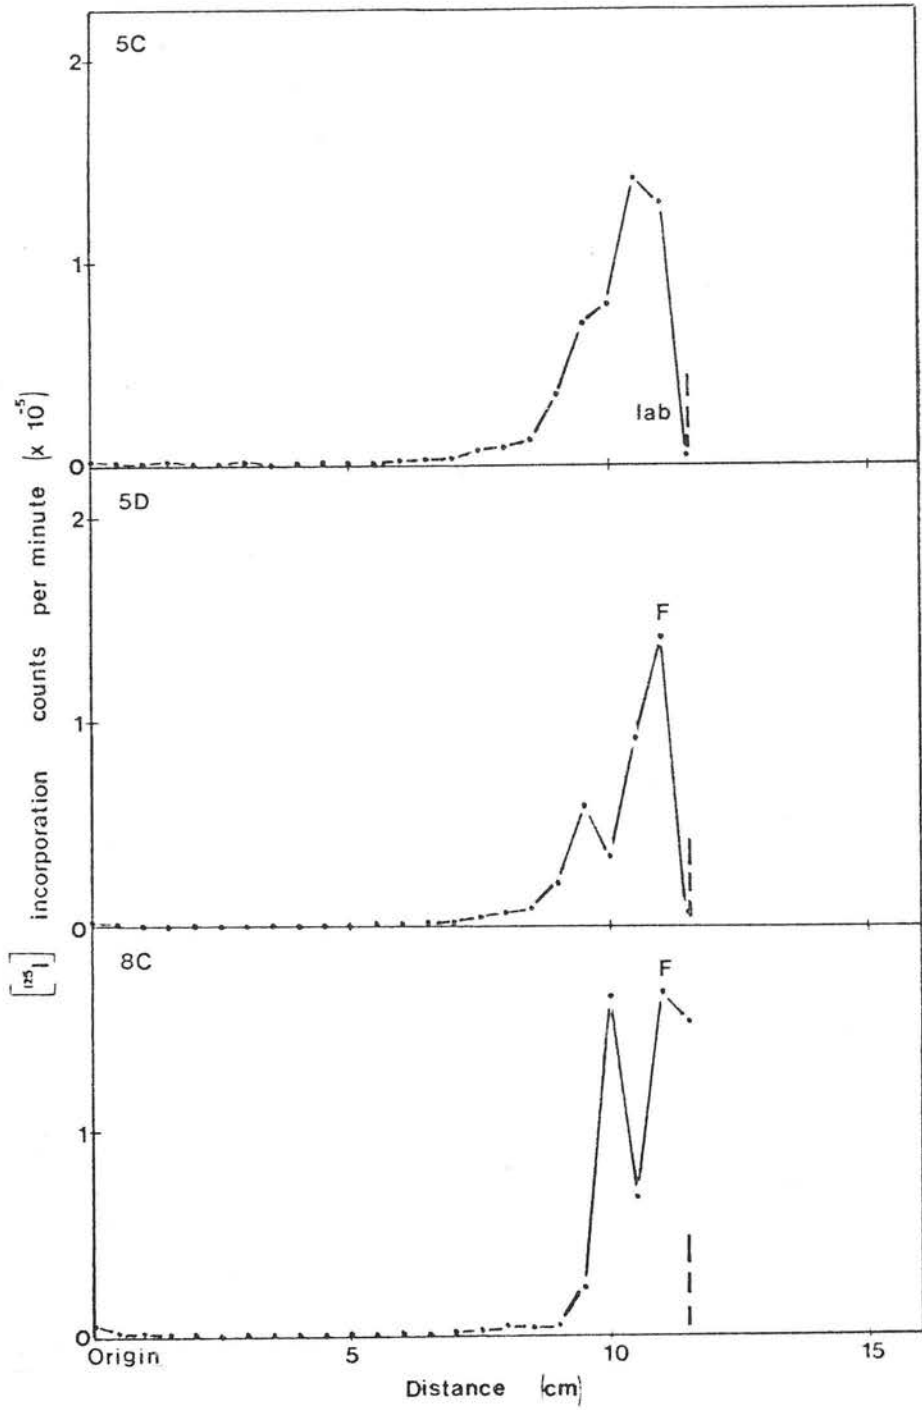 5C
2
1
0
lab
5D
2
1
0
F
8C
1
0
F
Origin
5
10
15
Distance (cm)
[125I] incorporation counts per minute (x 10-5)